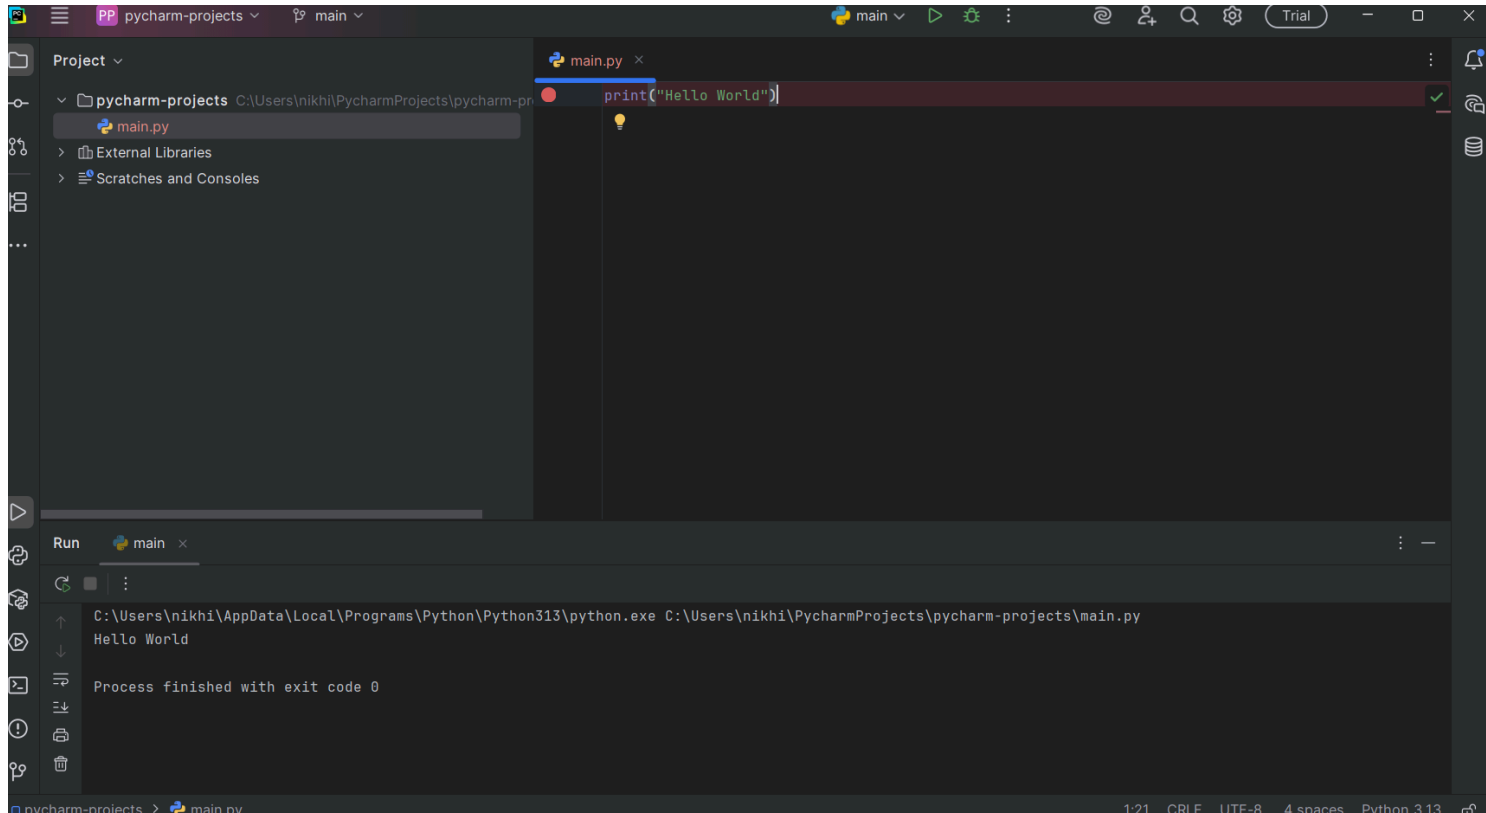 PC
PP pycharm-projects main main Trial
Project
main.py
pycharm-projects C:\Users\nikhi\PycharmProjects\pycharm-pr
print("Hello World")
main.py
External Libraries
Scratches and Consoles
Run main
C:\Users\nikhi\AppData\Local\Programs\Python\Python313\python.exe C:\Users\nikhi\PycharmProjects\pycharm-projects\main.py
Hello World
Process finished with exit code 0
pycharm-projects > main.py 1:21 CRLF UTF-8 4 spaces Python 3.13